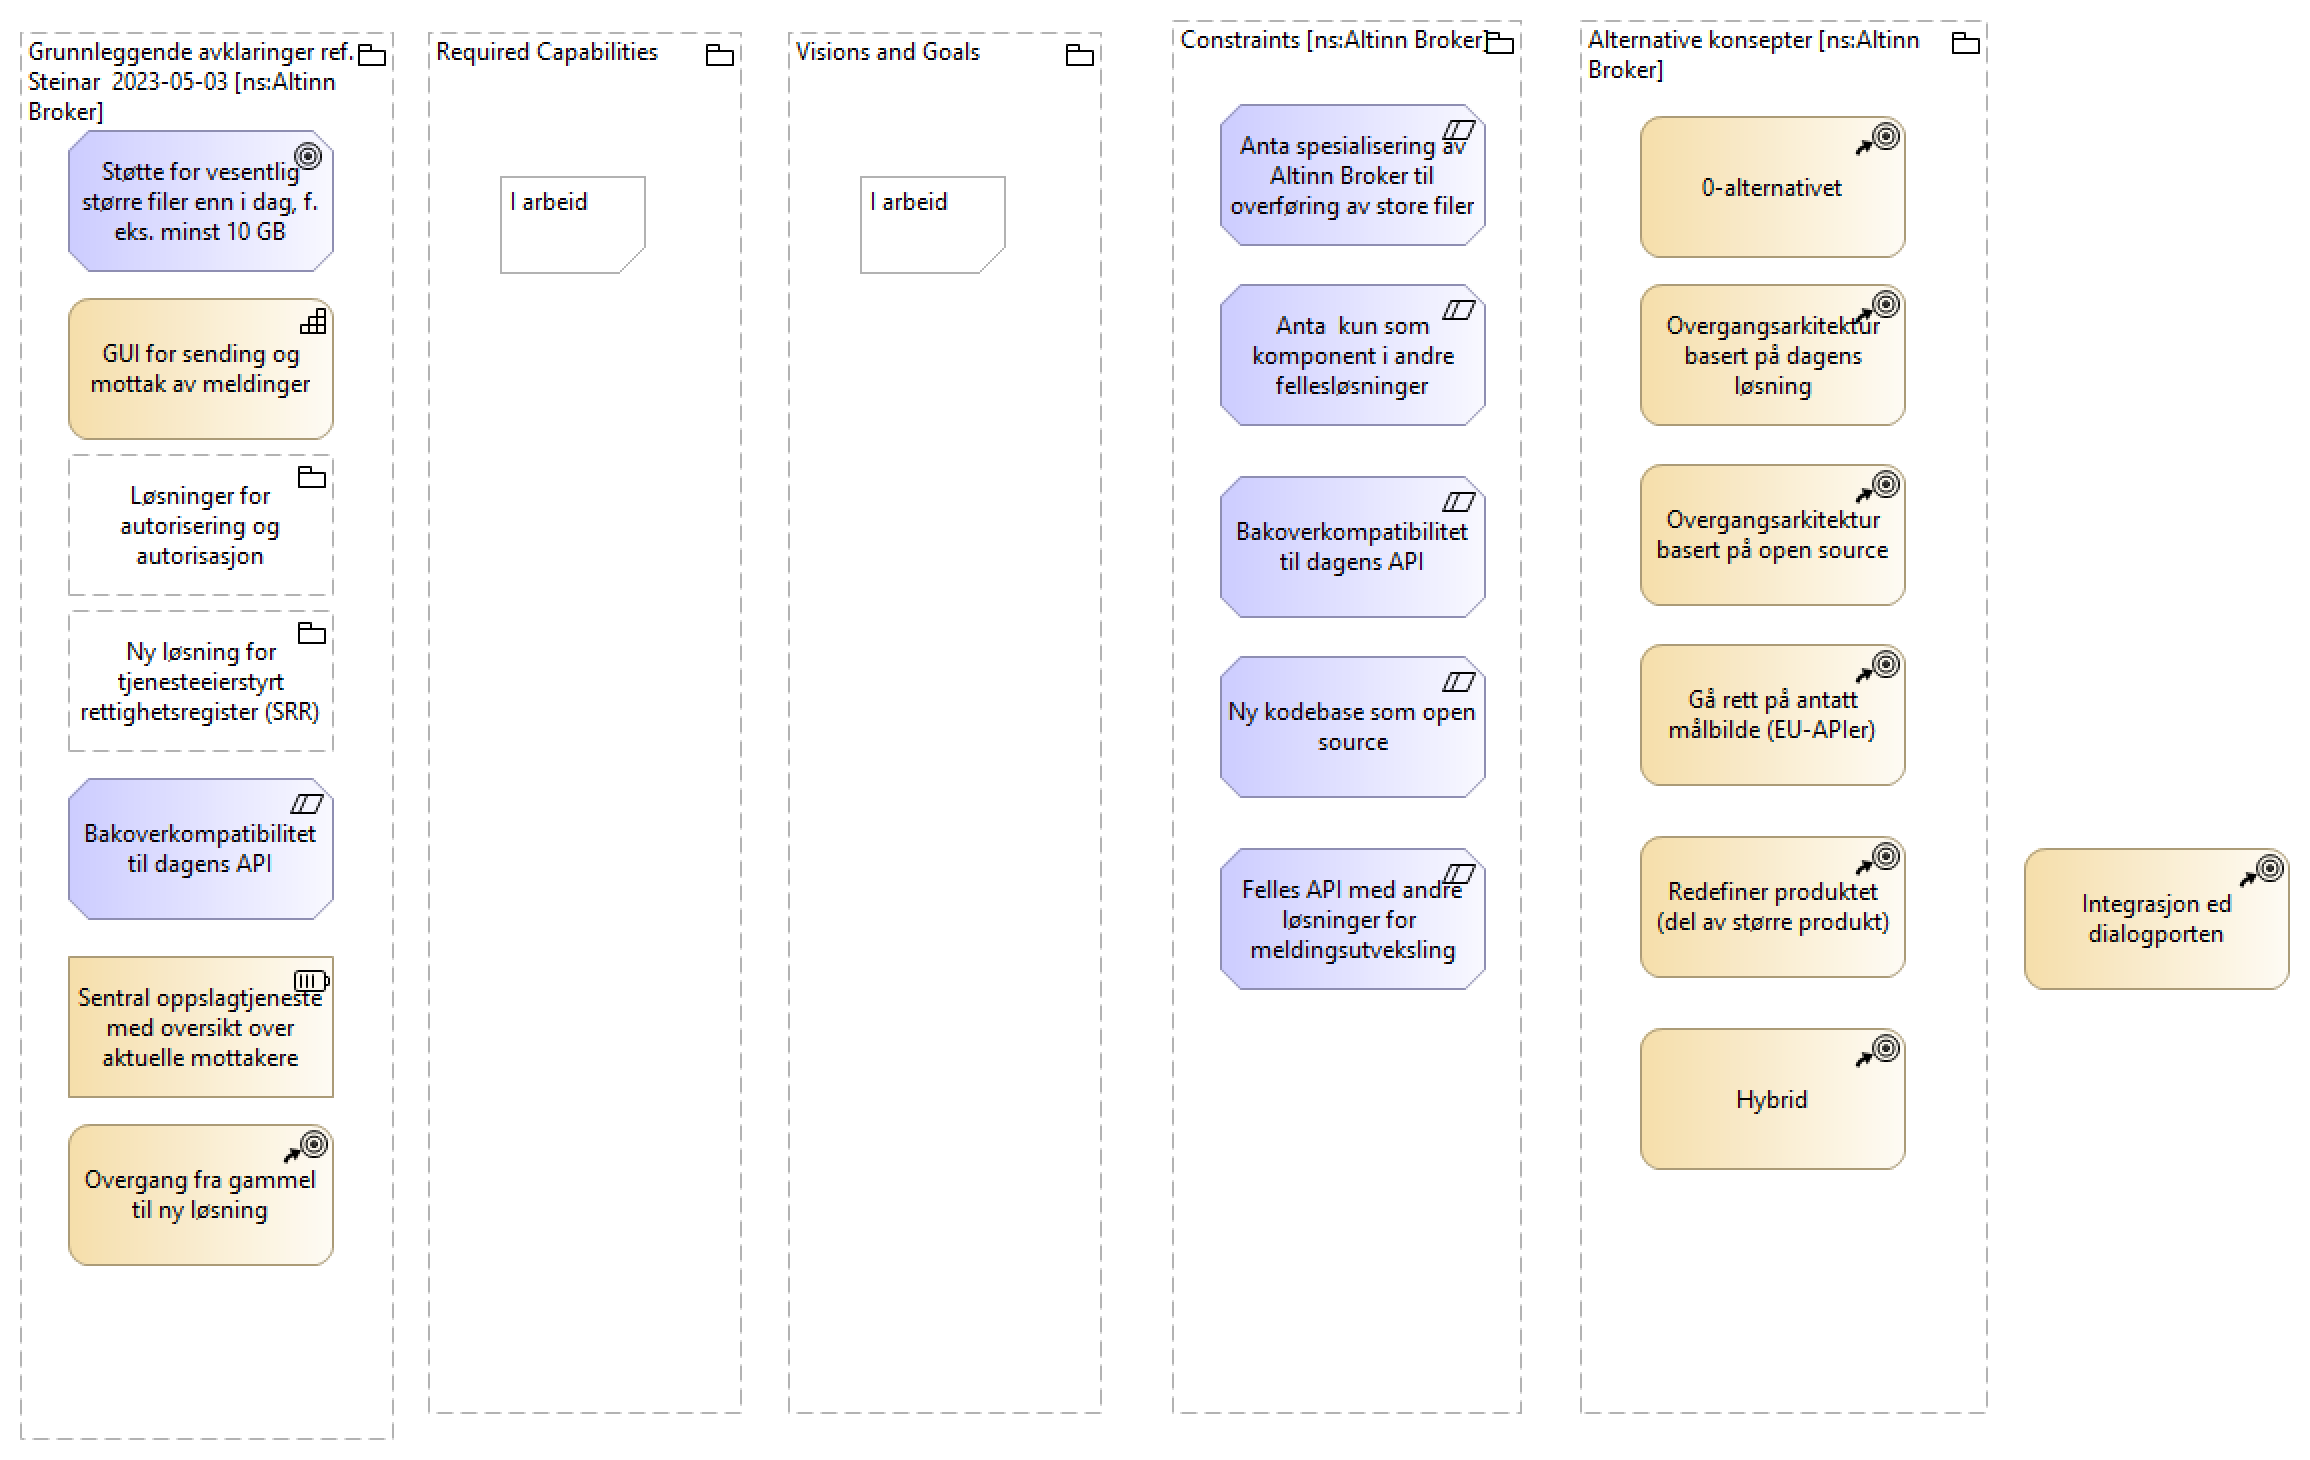 Grunnleggende avklaringer ref.
Steinar  2023-05-03 [ns:Altinn
Broker]
Støtte for vesentlig
større filer enn i dag, f.
eks. minst 10 GB
GUI for sending og
mottak av meldinger
Løsninger for
autorisering og
autorisasjon
Ny løsning for
tjenesteeierstyrt
rettighetsregister (SRR)
Bakoverkompatibilitet
til dagens API
Sentral oppslagtjeneste
med oversikt over
aktuelle mottakere
Overgang fra gammel
til ny løsning
Required Capabilities
I arbeid
Visions and Goals
I arbeid
Constraints [ns:Altinn Broker]
Anta spesialisering av
Altinn Broker til
overføring av store filer
Anta  kun som
komponent i andre
fellesløsninger
Bakoverkompatibilitet
til dagens API
Ny kodebase som open
source
Felles API med andre
løsninger for
meldingsutveksling
Alternative konsepter [ns:Altinn
Broker]
0-alternativet
Overgangsarkitektur
basert på dagens
løsning
Overgangsarkitektur
basert på open source
Gå rett på antatt
målbilde (EU-APIer)
Redefiner produktet
(del av større produkt)
Hybrid
Integrasjon ed
dialogporten